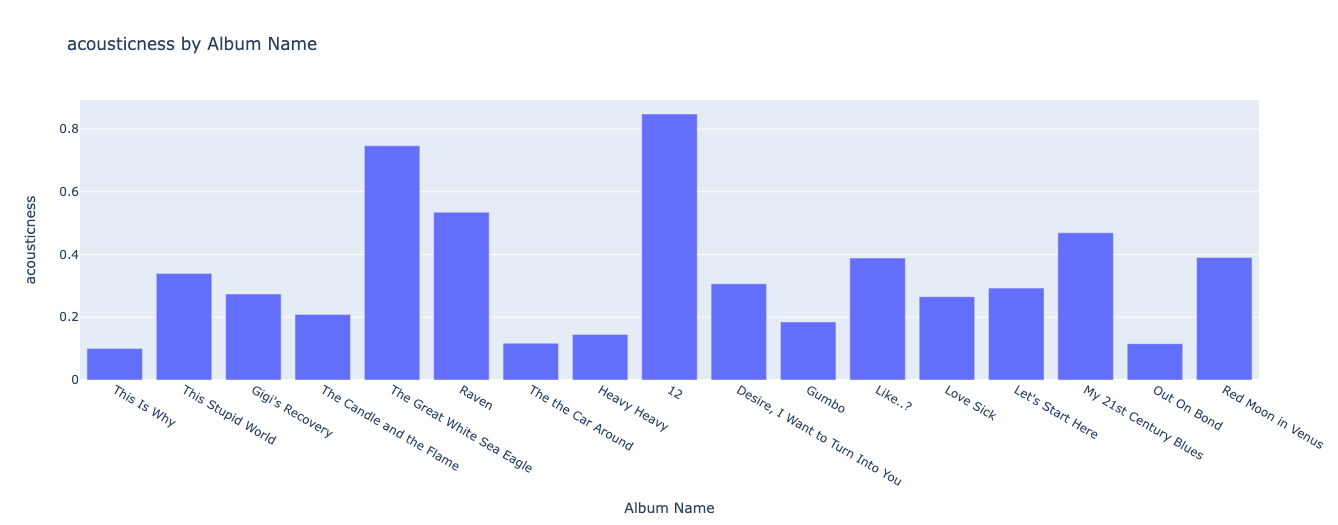 acousticness by Album Name
acousticness
0.8
0.6
0.4
0.2
0
This Is Why
This Stupid World
Gigi's Recovery
The Candle and the Flame
The Great White Sea Eagle
Raven
The the Car Around
Heavy Heavy
12
Desire, I Want to Turn Into You
Gumbo
Like..?
Love Sick
Let's Start Here
My 21st Century Blues
Out On Bond
Red Moon in Venus
Album Name